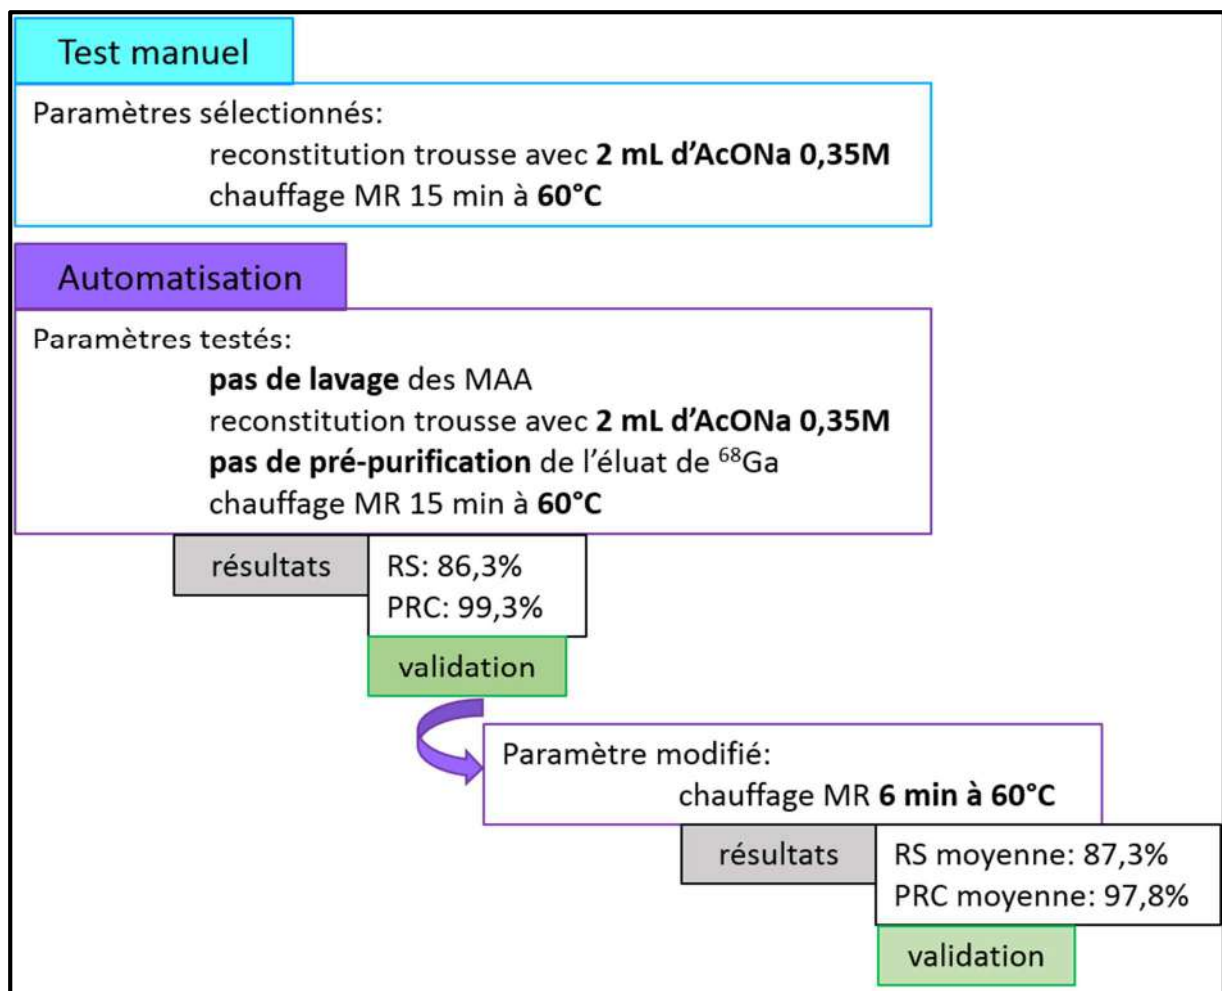 Test manuel
Paramètres sélectionnés:
reconstitution trousse avec 2 mL d’AcONa 0,35M
chauffage MR 15 min à 60°C
Automatisation
Paramètres testés:
pas de lavage des MAA
reconstitution trousse avec 2 mL d’AcONa 0,35M
pas de pré-purification de l’éluat de ⁶⁸Ga
chauffage MR 15 min à 60°C
résultats
RS: 86,3%
PRC: 99,3%
validation
Paramètre modifié:
chauffage MR 6 min à 60°C
résultats
RS moyenne: 87,3%
PRC moyenne: 97,8%
validation